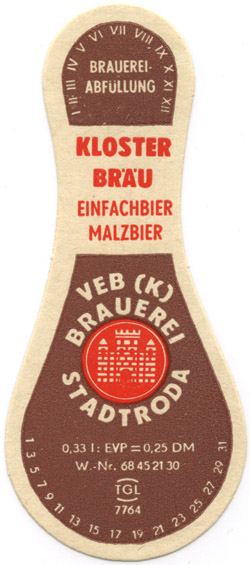 I II III IV V VI VII VIII IX X XI XII
BRAUEREI-
ABFÜLLUNG
KLOSTER
BRÄU
EINFACHBIER
MALZBIER
VEB (K)
BRAUEREI
STADTRODA
0,33 l: EVP = 0,25 DM
W.-Nr. 68 45 21 30
TGL
7764
1 3 5 7 9 11 13 15 17 19 21 23 25 27 29 31